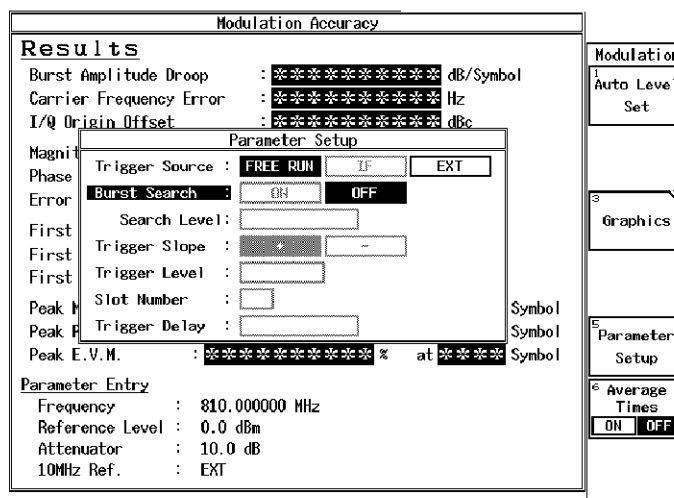 Modulation Accuracy
Results
Burst Amplitude Droop : ********** dB/Symbol
Carrier Frequency Error : ********** Hz
I/Q Origin Offset : ********** dBc
Magnit
Phase
Error
First
First
First
Peak M Symbol
Peak P Symbol
Peak E.V.M. : ********** % at **** Symbol
Parameter Setup
Trigger Source : FREE RUN IF EXT
Burst Search : ON OFF
Search Level:
Trigger Slope : + -
Trigger Level :
Slot Number :
Trigger Delay :
Parameter Entry
Frequency : 810.000000 MHz
Reference Level : 0.0 dBm
Attenuator : 10.0 dB
10MHz Ref. : EXT
Modulation
1
Auto Level
Set
3
Graphics
5
Parameter
Setup
6 Average
Times
ON OFF